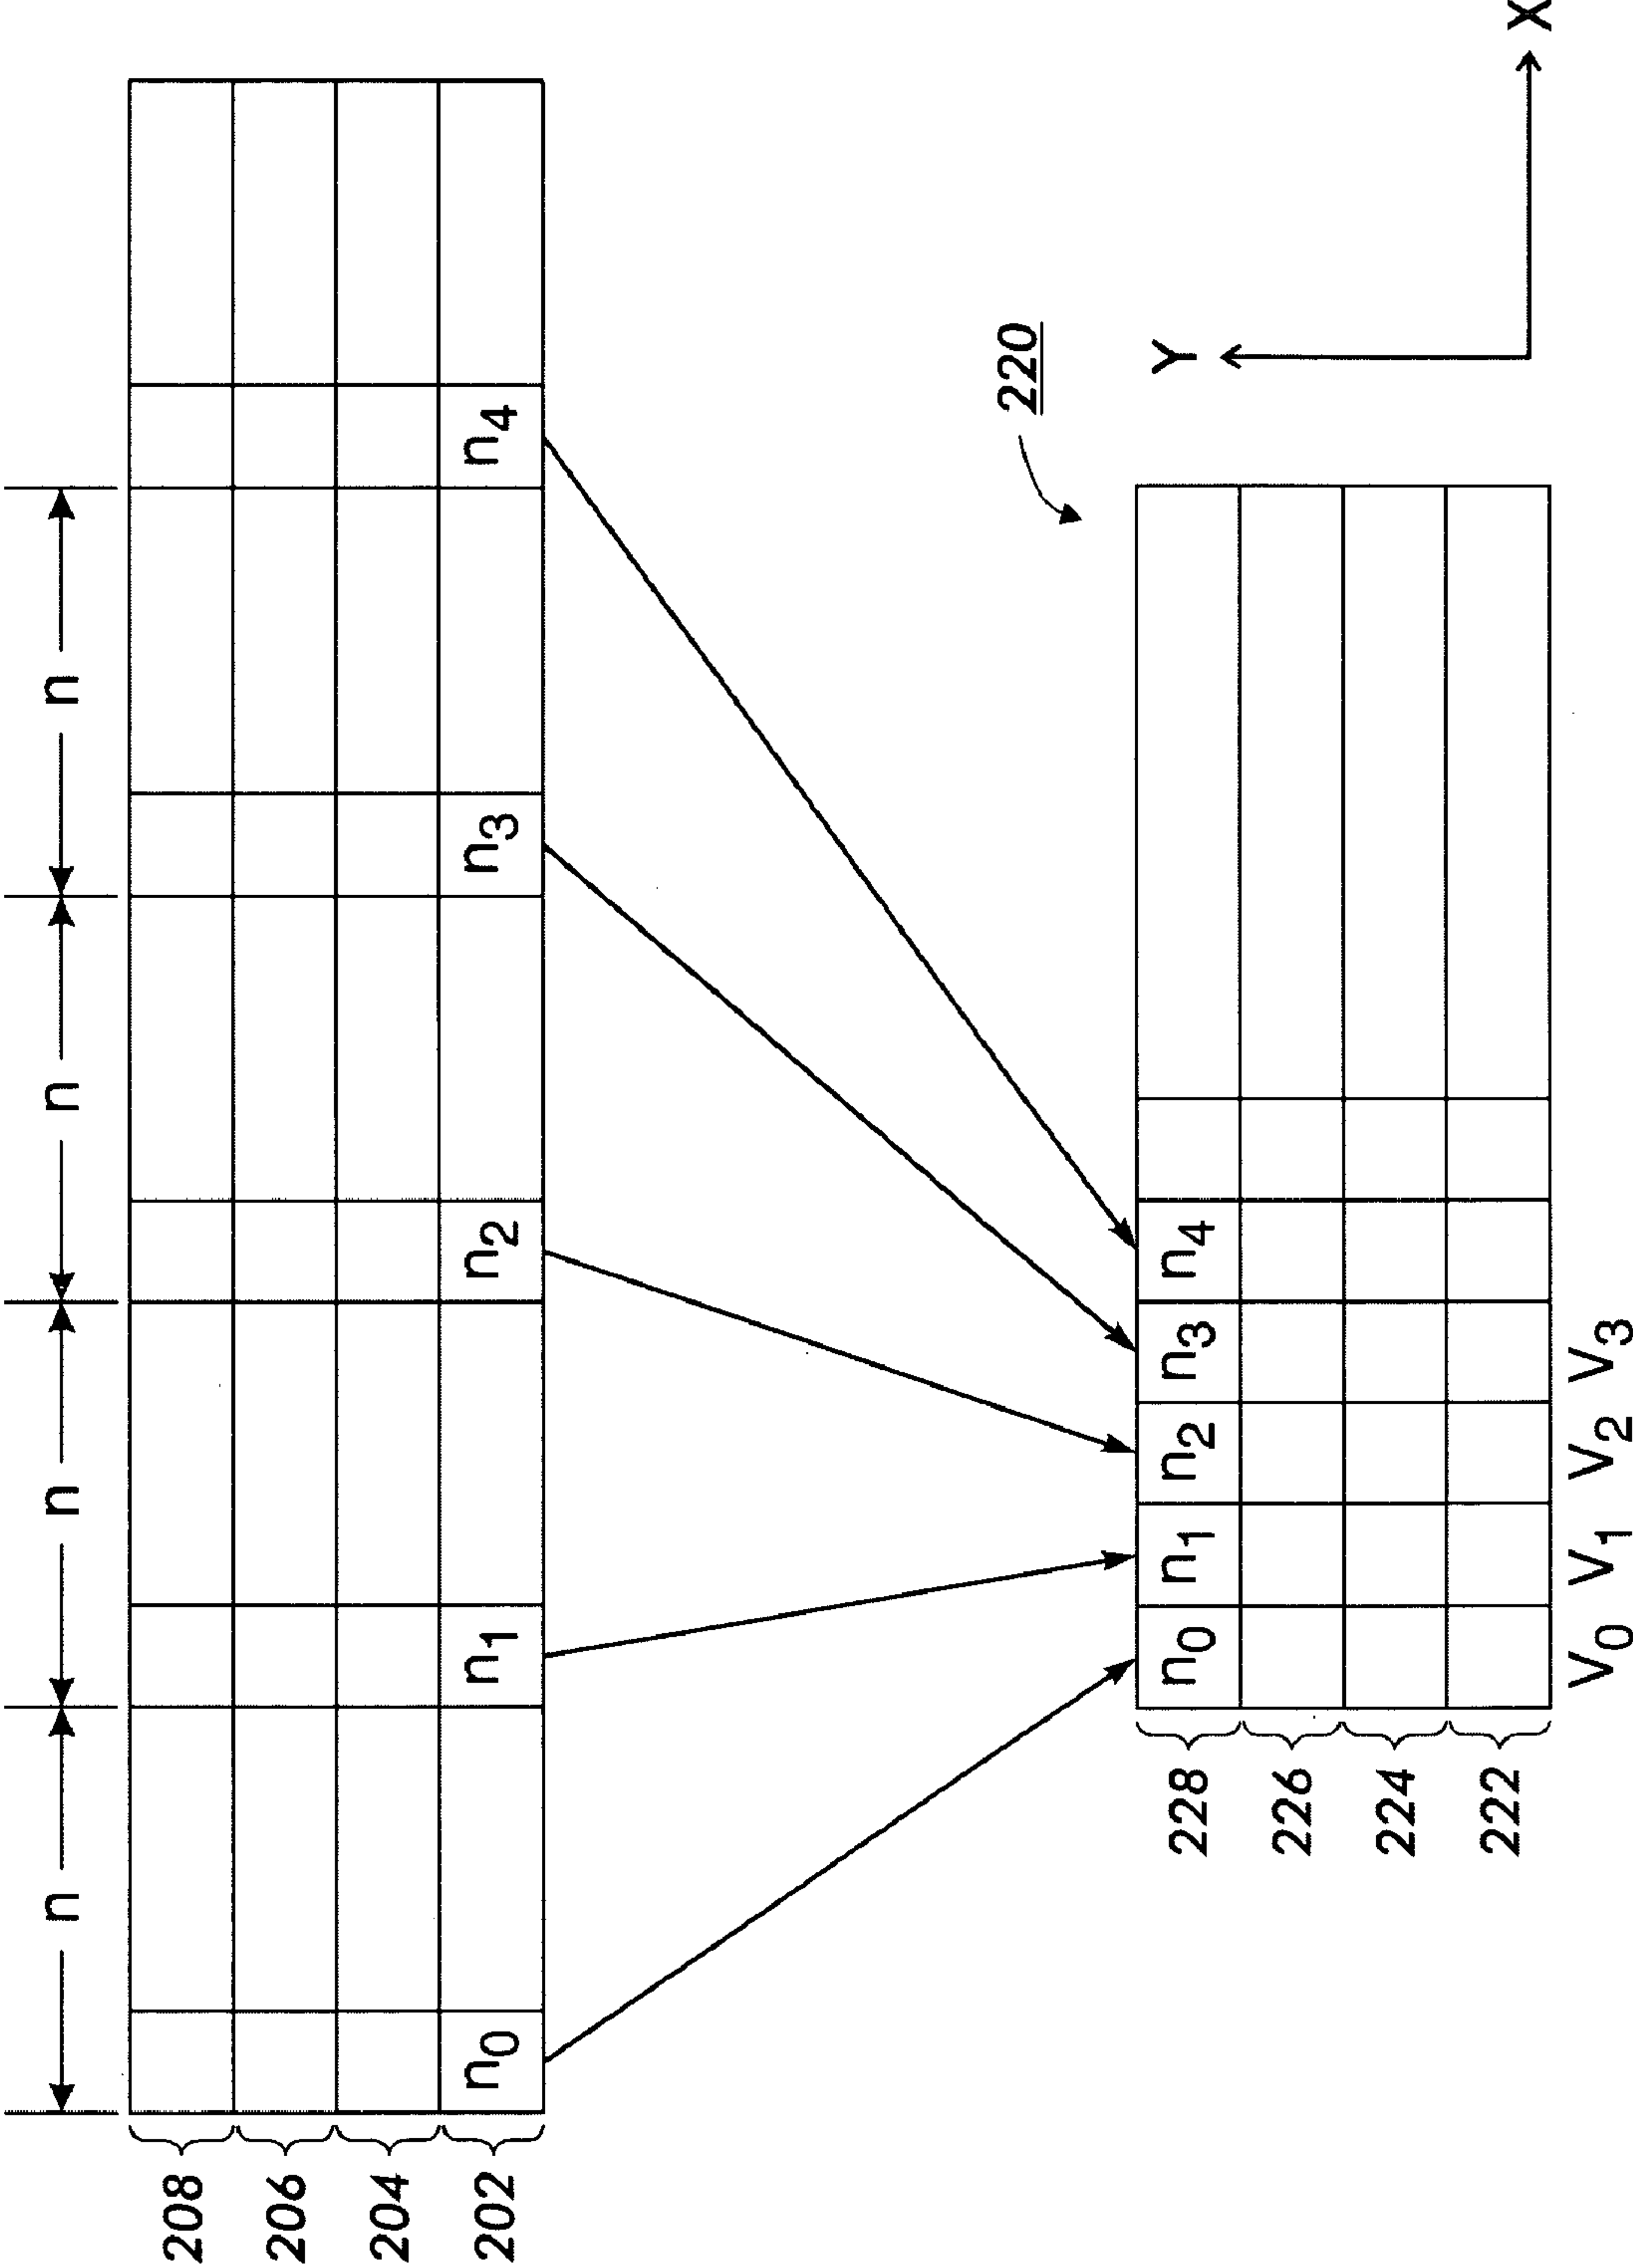 n n n n
208
206
204
202 n₀ n₁ n₂ n₃ n₄
220
228 n₀ n₁ n₂ n₃ n₄ Y
226
224
222 X
V₀ V₁ V₂ V₃